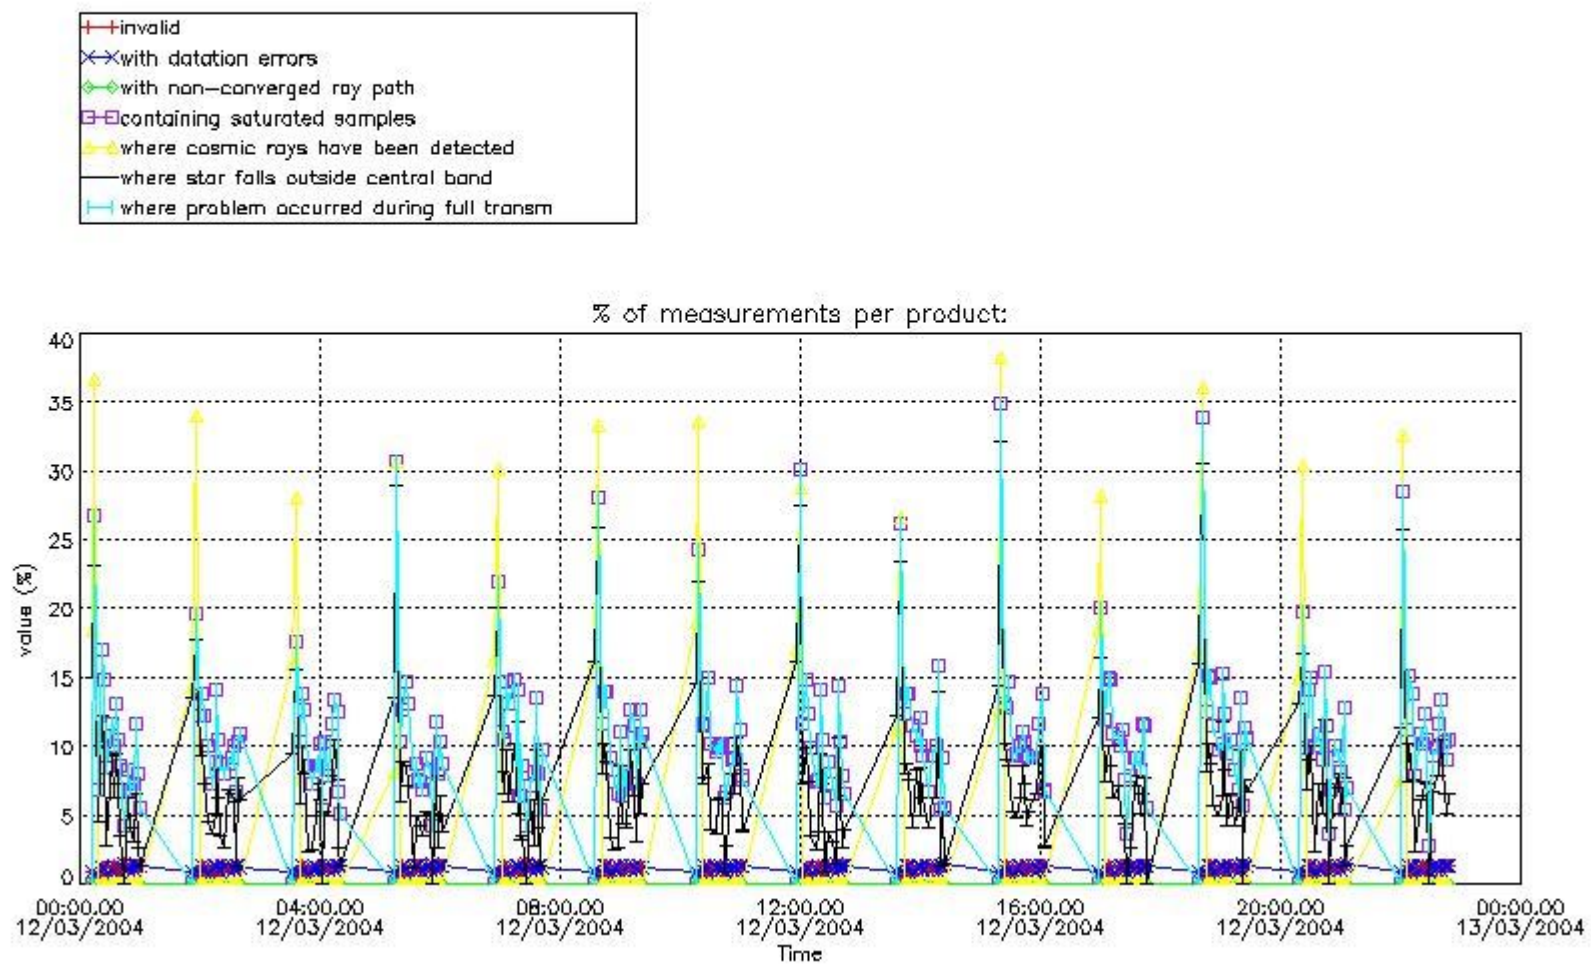 invalid
with datation errors
with non-converged ray path
containing saturated samples
where cosmic rays have been detected
where star falls outside central band
where problem occurred during full transm
% of measurements per product:
40
35
30
25
20
15
10
5
0
value (%)
00:00:00 04:00:00 08:00:00 12:00:00 16:00:00 20:00:00 00:00:00
12/03/2004 12/03/2004 12/03/2004 12/03/2004 12/03/2004 12/03/2004 13/03/2004
Time